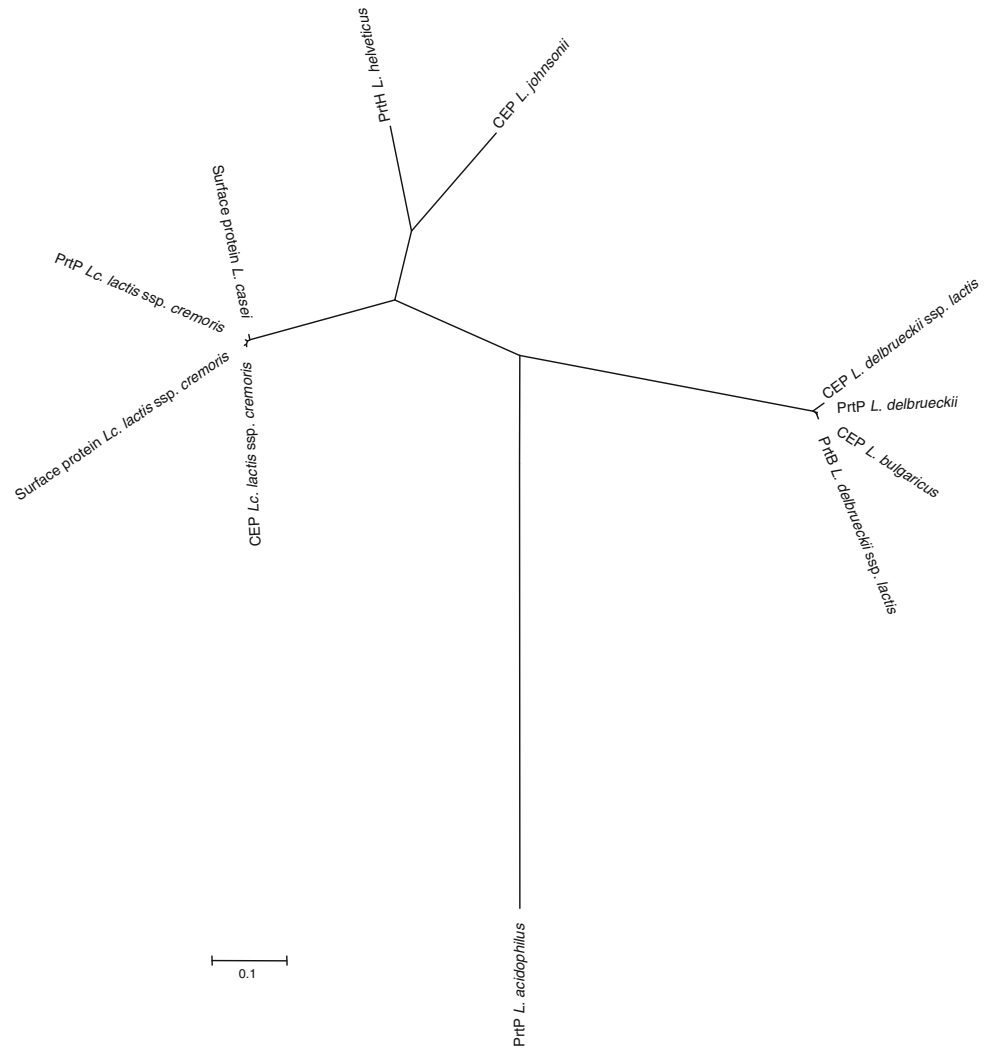 PrtH L. helveticus
CEP L. johnsonii
Surface protein L. casei
PrtP Lc. lactis ssp. cremoris
Surface protein Lc. lactis ssp. cremoris
CEP Lc. lactis ssp. cremoris
CEP L. delbrueckii ssp. lactis
PrtP L. delbrueckii
CEP L. bulgaricus
PrtB L. delbrueckii ssp. lactis
PrtP L. acidophilus
0.1